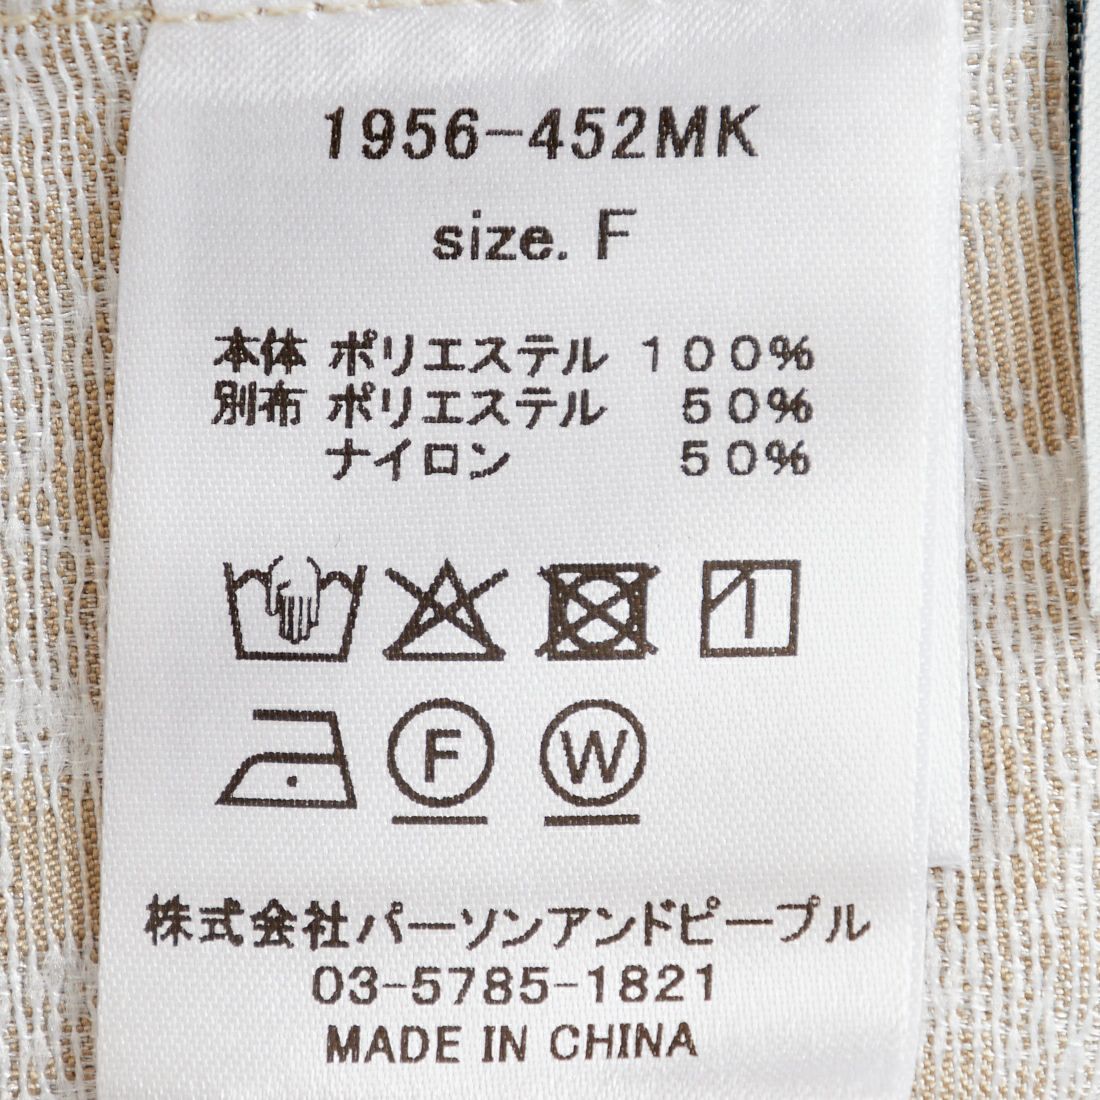 1956-452MK
size. F
本体 ポリエステル 100%
別布 ポリエステル 50%
ナイロン 50%
F W
株式会社パーソンアンドピープル
03-5785-1821
MADE IN CHINA